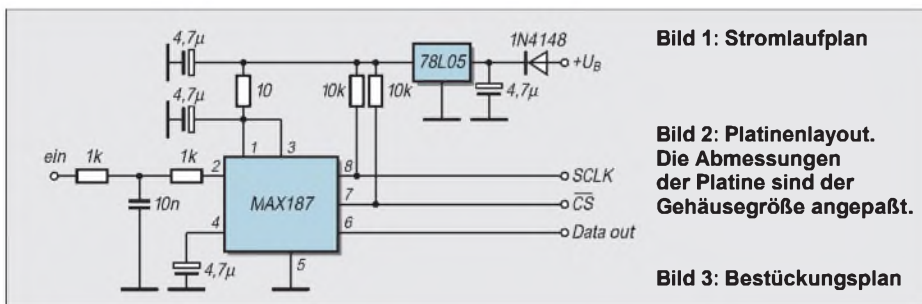 4,7µ
78L05
1N4148
+U_B
4,7µ
10
10k
10k
4,7µ
ein
1k
1k
10n
1
3
2
4
MAX187
8
7
6
5
SCLK
C̅S̅
Data out
4,7µ
Bild 1: Stromlaufplan
Bild 2: Platinenlayout.
Die Abmessungen
der Platine sind der
Gehäusegröße angepaßt.
Bild 3: Bestückungsplan